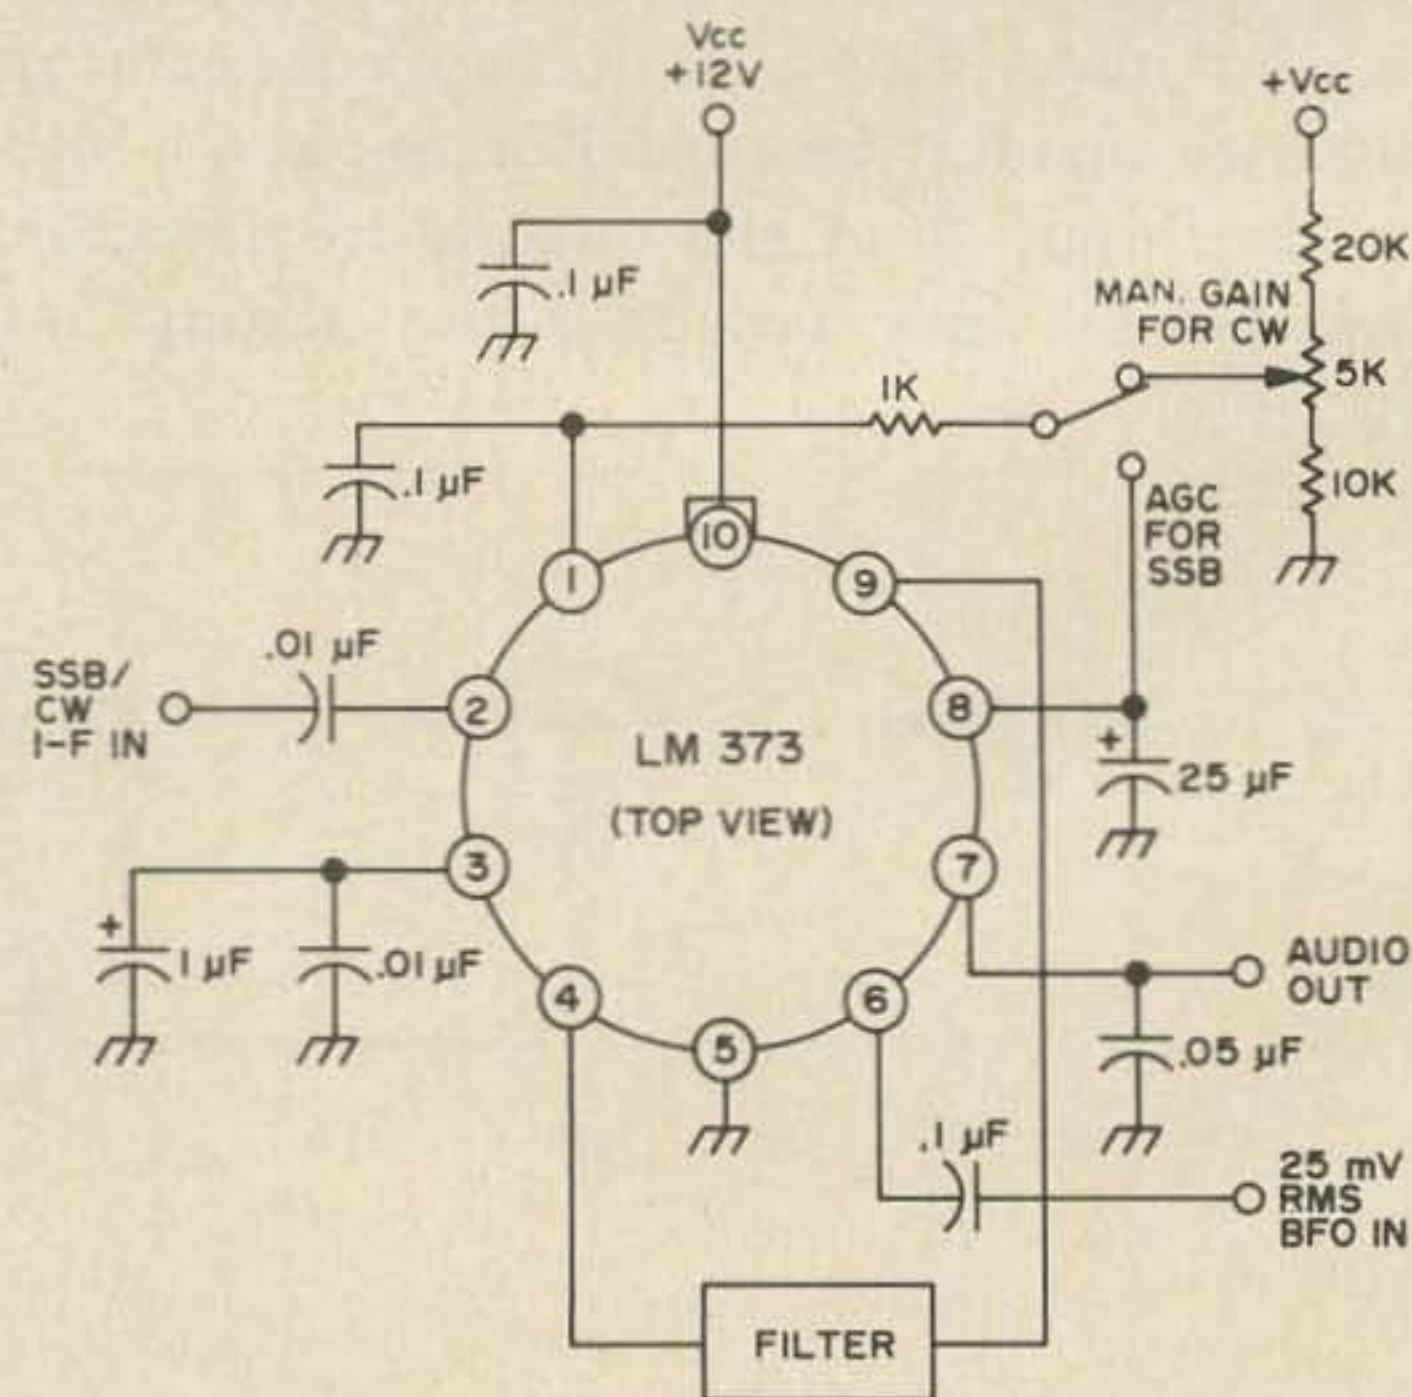 Vcc
+12V
+Vcc
20K
.1 µF
MAN. GAIN
FOR CW
5K
1K
.1 µF
10K
AGC
FOR
SSB
10
1
9
.01 µF
SSB/
CW
I-F IN
2
8
LM 373
(TOP VIEW)
+
25 µF
3
7
+
1 µF
.01 µF
AUDIO
OUT
4
6
5
.05 µF
.1 µF
25 mV
RMS
BFO IN
FILTER